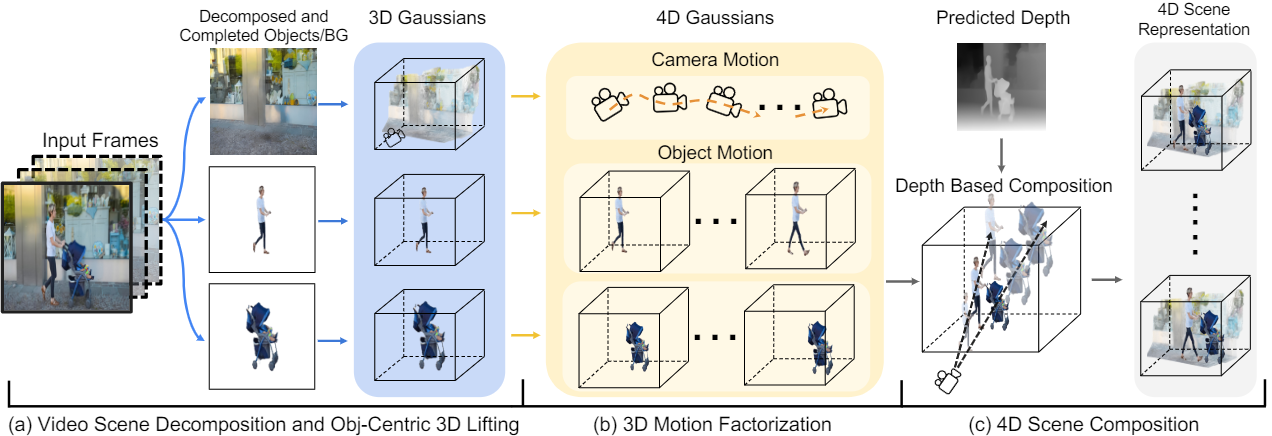 Decomposed and
Completed Objects/BG
3D Gaussians
4D Gaussians
Predicted Depth
4D Scene
Representation
Camera Motion
Input Frames
Object Motion
Depth Based Composition
(a) Video Scene Decomposition and Obj-Centric 3D Lifting
(b) 3D Motion Factorization
(c) 4D Scene Composition